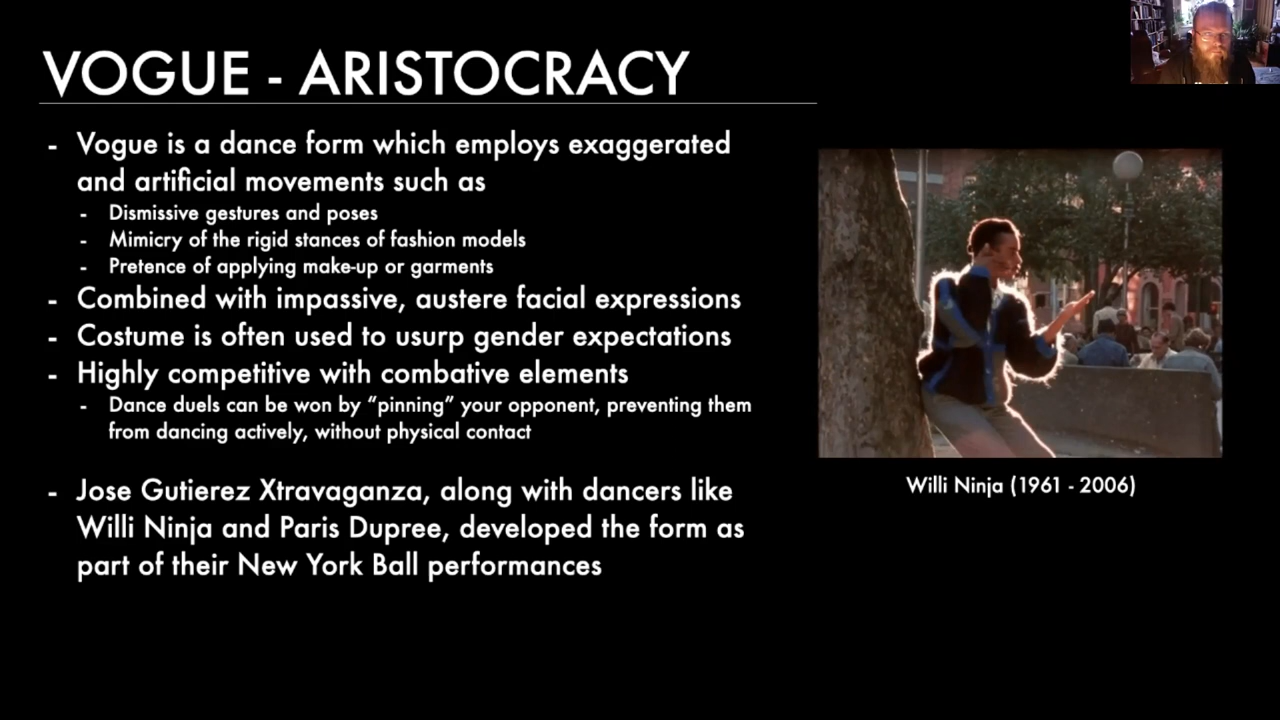 VOGUE - ARISTOCRACY
- Vogue is a dance form which employs exaggerated
and artificial movements such as
- Dismissive gestures and poses
- Mimicry of the rigid stances of fashion models
- Pretence of applying make-up or garments
- Combined with impassive, austere facial expressions
- Costume is often used to usurp gender expectations
- Highly competitive with combative elements
- Dance duels can be won by “pinning” your opponent, preventing them
from dancing actively, without physical contact
- Jose Gutierez Xtravaganza, along with dancers like
Willi Ninja and Paris Dupree, developed the form as
part of their New York Ball performances
Willi Ninja (1961 - 2006)